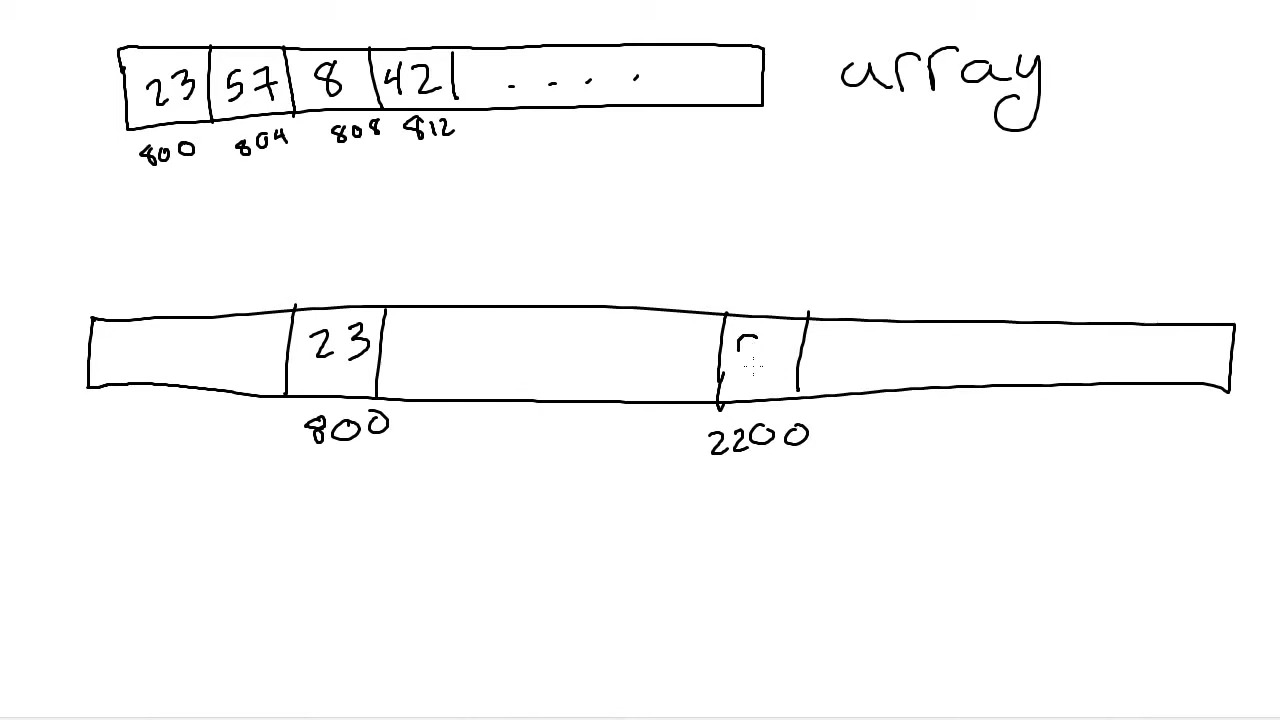 23 57 8 42 . . . . array
800 804 808 812
23
800 2200